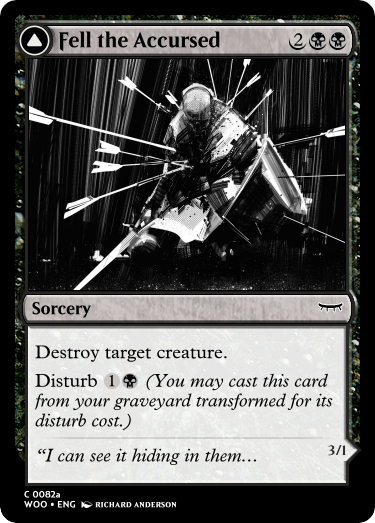 Fell the Accursed 2
Sorcery
Destroy target creature.
Disturb 1 (You may cast this card
from your graveyard transformed for its
disturb cost.)
“I can see it hiding in them…
3/1
C 0082a
WOO • ENG RICHARD ANDERSON